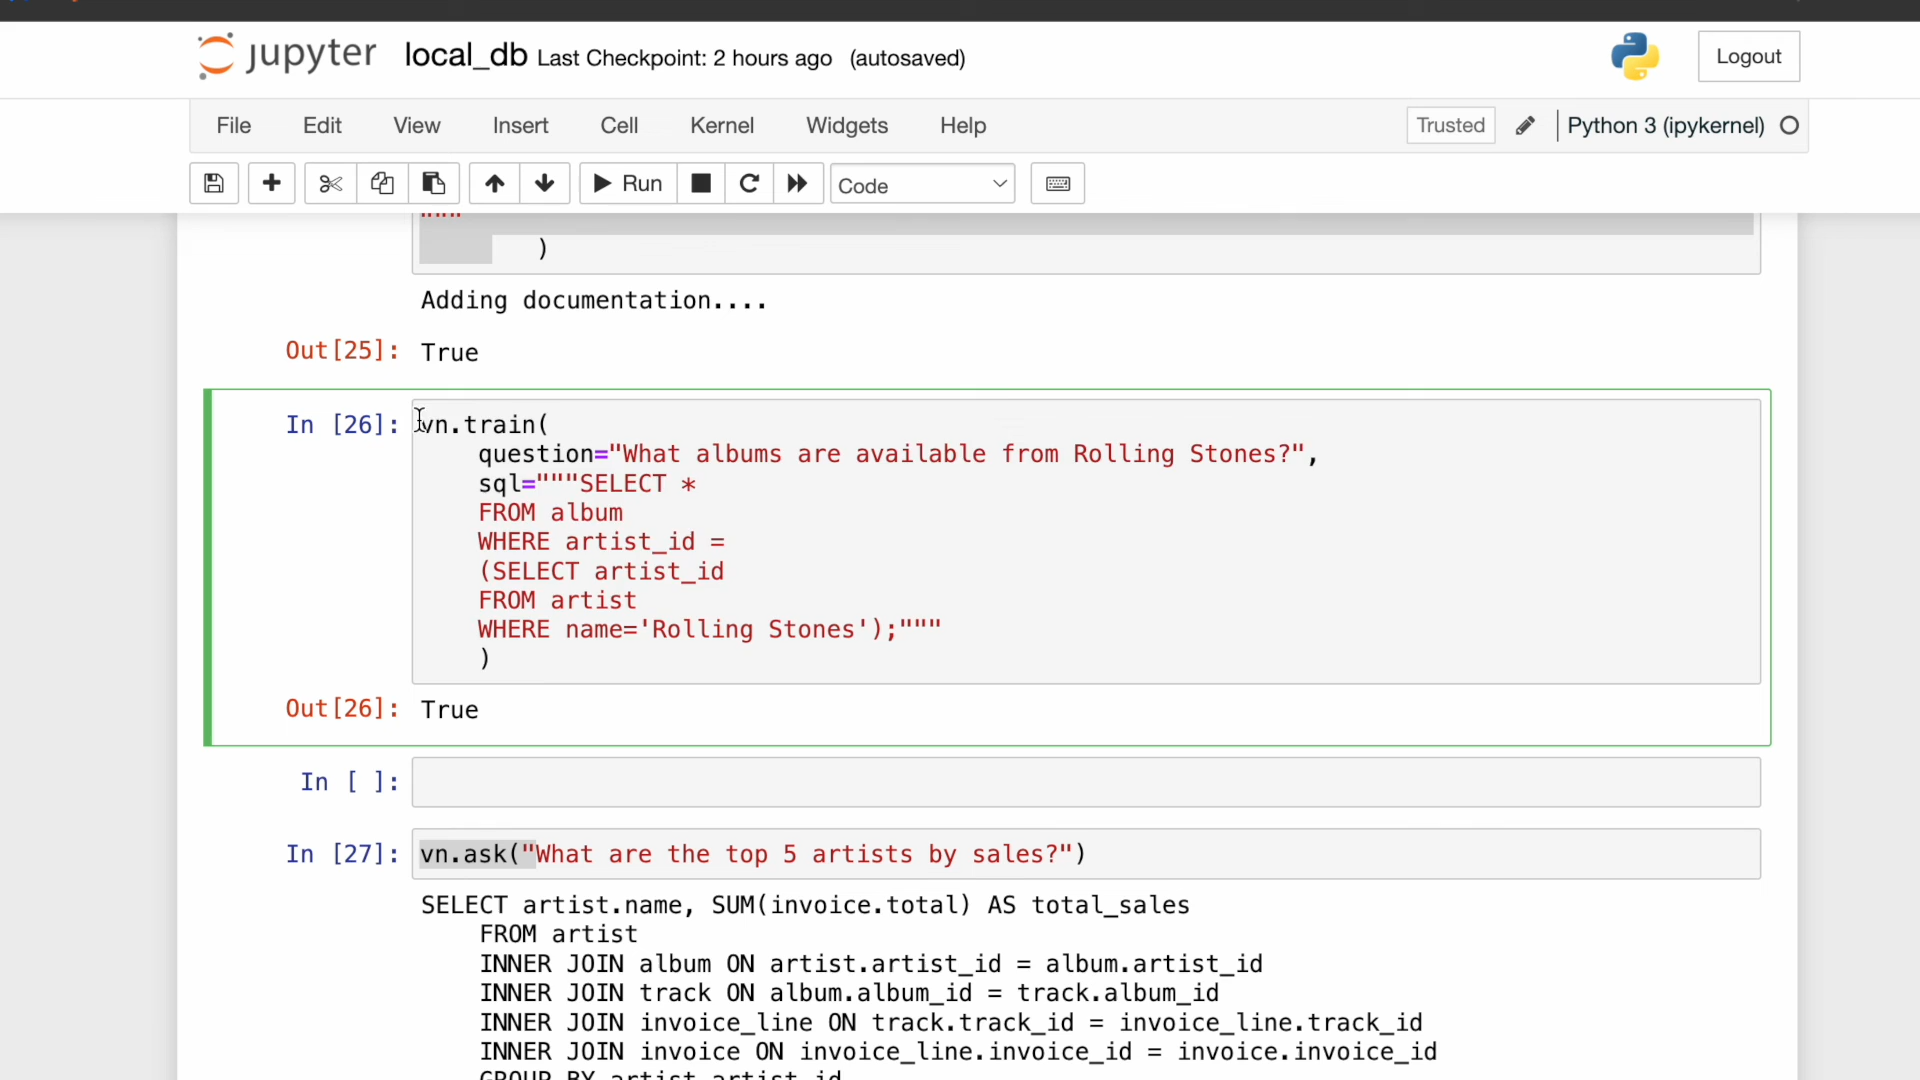 jupyter local_db Last Checkpoint: 2 hours ago (autosaved) Logout
File Edit View Insert Cell Kernel Widgets Help Trusted Python 3 (ipykernel)
Run Code
"""
)
Adding documentation....
Out[25]: True
In [26]: vn.train(
question="What albums are available from Rolling Stones?",
sql="""SELECT *
FROM album
WHERE artist_id =
(SELECT artist_id
FROM artist
WHERE name='Rolling Stones');"""
)
Out[26]: True
In [ ]:
In [27]: vn.ask("What are the top 5 artists by sales?")
SELECT artist.name, SUM(invoice.total) AS total_sales
FROM artist
INNER JOIN album ON artist.artist_id = album.artist_id
INNER JOIN track ON album.album_id = track.album_id
INNER JOIN invoice_line ON track.track_id = invoice_line.track_id
INNER JOIN invoice ON invoice_line.invoice_id = invoice.invoice_id
GROUP BY artist.artist_id